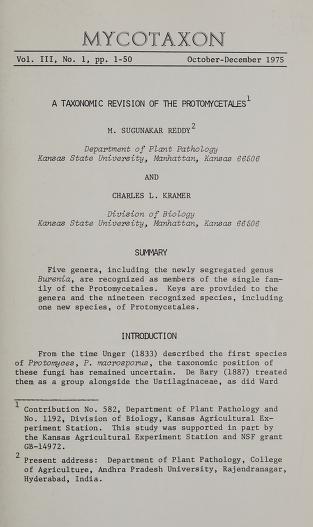 MYCOTAXON
Vol. III, No. 1, pp. 1-50 October-December 1975
A TAXONOMIC REVISION OF THE PROTOMYCETALES1
M. SUGUNAKAR REDDY2
Department of Plant Pathology
Kansas State University, Manhattan, Kansas 66506
AND
CHARLES L. KRAMER
Division of Biology
Kansas State University, Manhattan, Kansas 66506
SUMMARY
Five genera, including the newly segregated genus
Burenia, are recognized as members of the single fam-
ily of the Protomycetales. Keys are provided to the
genera and the nineteen recognized species, including
one new species, of Protomycetales.
INTRODUCTION
From the time Unger (1833) described the first species
of Protomyces, P. macrosporus, the taxonomic position of
these fungi has remained uncertain. De Bary (1887) treated
them as a group alongside the Ustilaginaceae, as did Ward
1 Contribution No. 582, Department of Plant Pathology and
No. 1192, Division of Biology, Kansas Agricultural Ex-
periment Station. This study was supported in part by
the Kansas Agricultural Experiment Station and NSF grant
GB-14972.
2 Present address: Department of Plant Pathology, College
of Agriculture, Andhra Pradesh University, Rajendranagar,
Hyderabad, India.